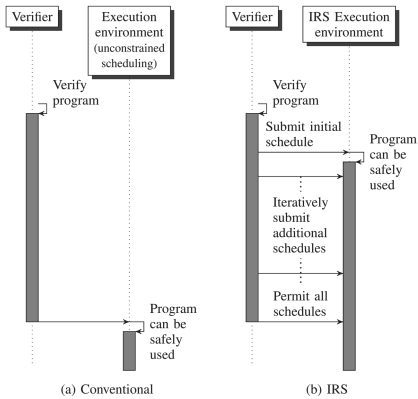 Verifier
Execution
environment
(unconstrained
scheduling)
Verify
program
Program
can be
safely
used
(a) Conventional
Verifier
IRS Execution
environment
Verify
program
Submit initial
schedule
Program
can be
safely
used
Iteratively
submit
additional
schedules
Permit all
schedules
(b) IRS